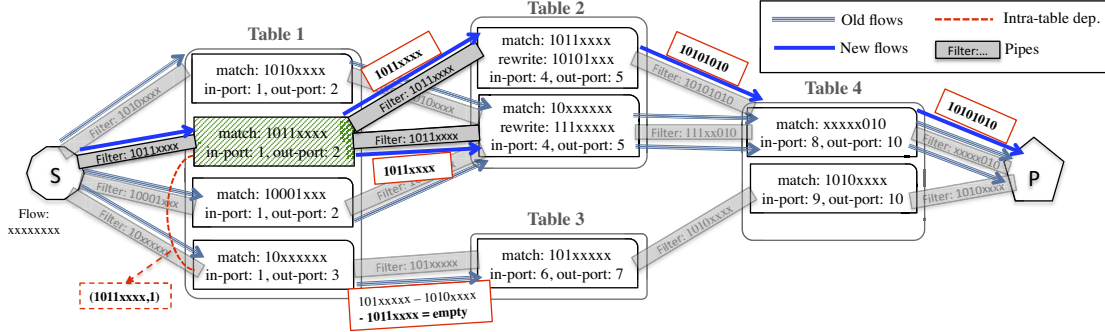 Old flows
New flows
Intra-table dep.
Filter:...
Pipes
S
Flow:
xxxxxxxx
Table 1
match: 1010xxxx
in-port: 1, out-port: 2
match: 1011xxxx
in-port: 1, out-port: 2
match: 10001xxx
in-port: 1, out-port: 2
match: 10xxxxxx
in-port: 1, out-port: 3
Filter: 1010xxxx
Filter: 1011xxxx
Filter: 10001xxx
Filter: 10xxxxxx
(1011xxxx,1)
1011xxxx
Filter: 1011xxxx
Filter: 1011xxxx
1011xxxx
Filter: 101xxxxx
101xxxxx – 1010xxxx
- 1011xxxx = empty
Table 2
match: 1011xxxx
rewrite: 10101xxx
in-port: 4, out-port: 5
match: 10xxxxxx
rewrite: 111xxxxx
in-port: 4, out-port: 5
Table 3
match: 101xxxxx
in-port: 6, out-port: 7
10101010
Filter: 10101010
Filter: 111xx010
Filter: 1010xxxx
Table 4
match: xxxxx010
in-port: 8, out-port: 10
match: 1010xxxx
in-port: 9, out-port: 10
10101010
Filter: xxxxx010
Filter: 1010xxxx
P